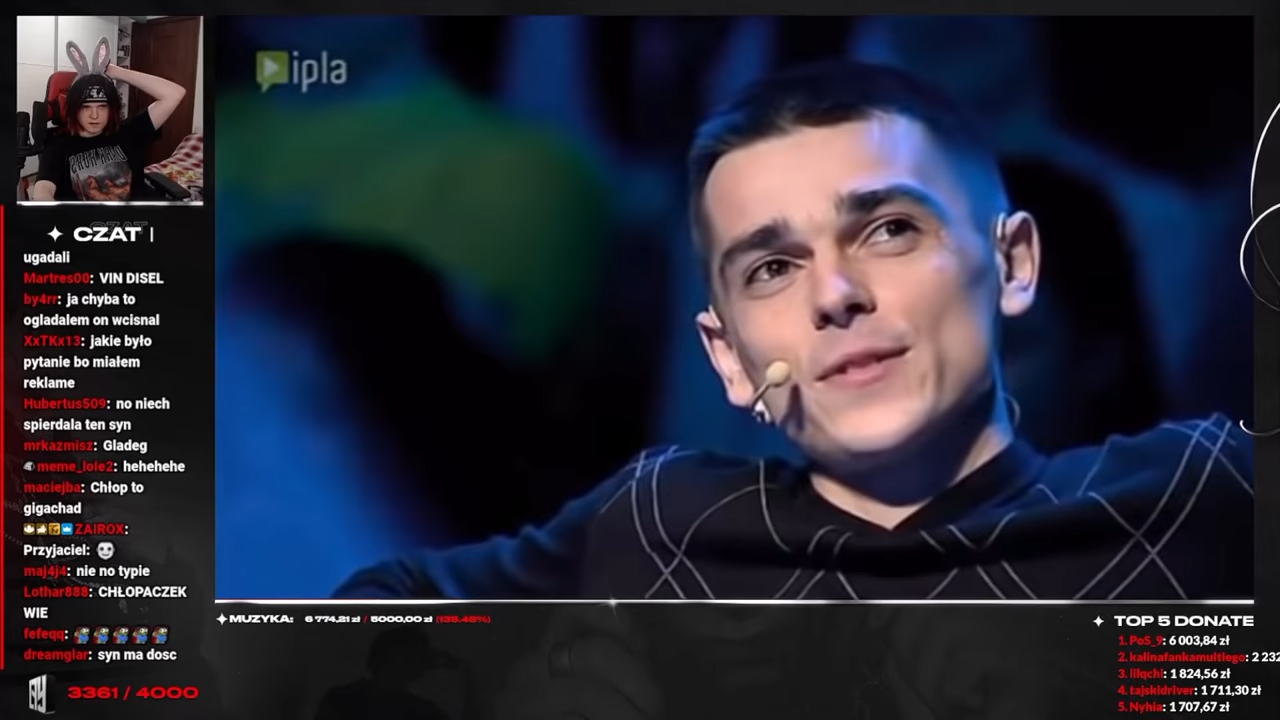 ipla
CZAT |
ugadali
Martres00: VIN DISEL
by4rr: ja chyba to
ogladalem on wcisnal
XxTKx13: jakie było
pytanie bo miałem
reklame
Hubertus509: no niech
spierdala ten syn
mrkazmisz: Gladeg
meme_lole2: hehehehe
maciejba: Chłop to
gigachad
ZAIROX:
Przyjaciel:
maj4j4: nie no typie
Lothar888: CHŁOPACZEK
WIE
fefeqq:
dreamglar: syn ma dosc
3361 / 4000
MUZYKA: 6 774,21 zł / 5000,00 zł (135.48%)
TOP 5 DONATE
1. PoS_9: 6 003,84 zł
2. kalinafankamultiego: 2 232
3. lilqchi: 1 824,56 zł
4. tajskidriver: 1 711,30 zł
5. Nyhia: 1 707,67 zł